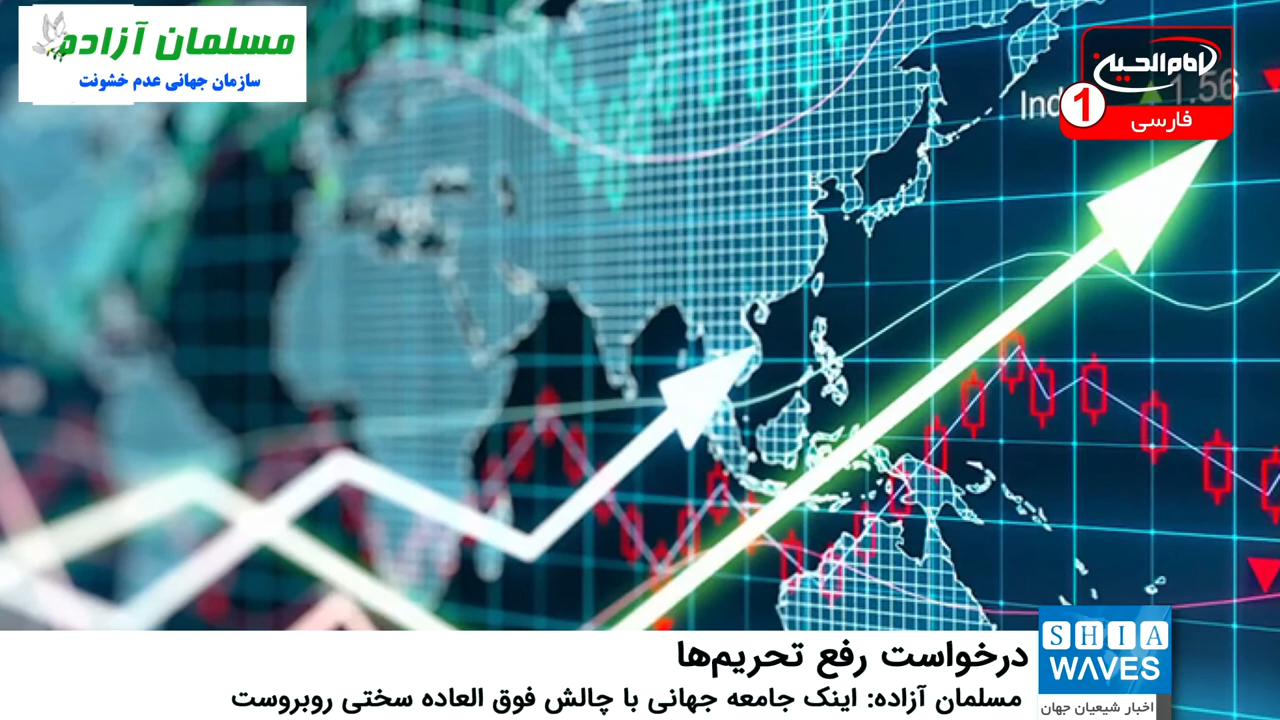 مسلمان آزاده
سازمان جهانی عدم خشونت
امام الحسین
Ind
1.56
1
فارسی
درخواست رفع تحریم‌ها
مسلمان آزاده: اینک جامعه جهانی با چالش فوق العاده سختی روبروست
SHIA
WAVES
اخبار شیعیان جهان